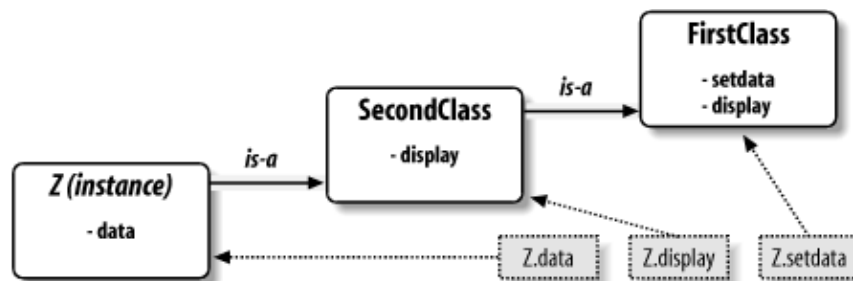 FirstClass
- setdata
- display
is-a
SecondClass
- display
is-a
Z (instance)
- data
Z.data
Z.display
Z.setdata